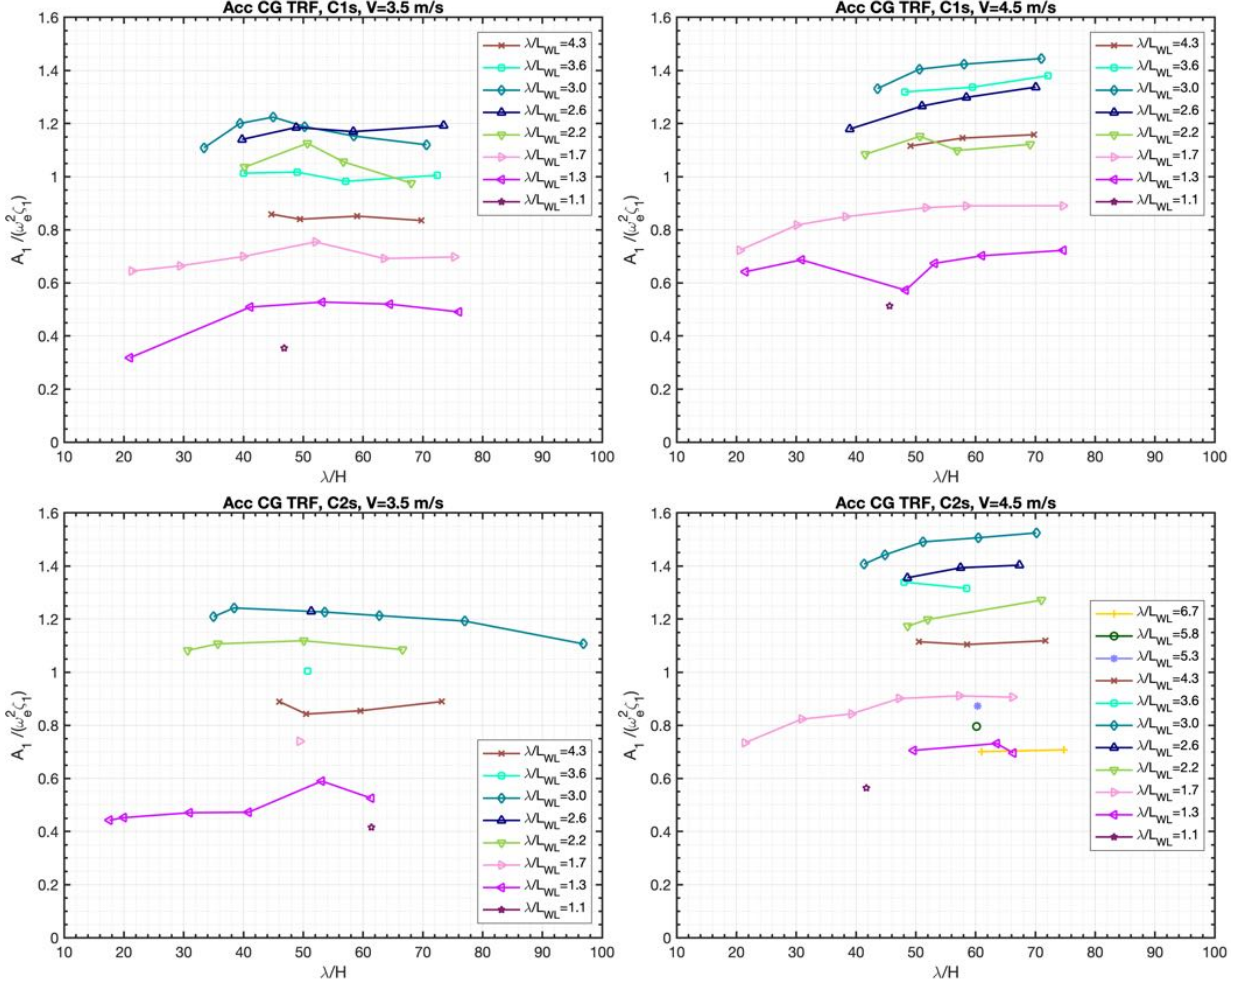 Acc CG TRF, C1s, V=3.5 m/s
1.6
1.4
1.2
1
0.8
0.6
0.4
0.2
0
A1 /(ωe²ζ1)
10 20 30 40 50 60 70 80 90 100
λ/H
λ/LWL=4.3
λ/LWL=3.6
λ/LWL=3.0
λ/LWL=2.6
λ/LWL=2.2
λ/LWL=1.7
λ/LWL=1.3
λ/LWL=1.1
Acc CG TRF, C1s, V=4.5 m/s
1.6
1.4
1.2
1
0.8
0.6
0.4
0.2
0
A1 /(ωe²ζ1)
10 20 30 40 50 60 70 80 90 100
λ/H
λ/LWL=4.3
λ/LWL=3.6
λ/LWL=3.0
λ/LWL=2.6
λ/LWL=2.2
λ/LWL=1.7
λ/LWL=1.3
λ/LWL=1.1
Acc CG TRF, C2s, V=3.5 m/s
1.6
1.4
1.2
1
0.8
0.6
0.4
0.2
0
A1 /(ωe²ζ1)
10 20 30 40 50 60 70 80 90 100
λ/H
λ/LWL=4.3
λ/LWL=3.6
λ/LWL=3.0
λ/LWL=2.6
λ/LWL=2.2
λ/LWL=1.7
λ/LWL=1.3
λ/LWL=1.1
Acc CG TRF, C2s, V=4.5 m/s
1.6
1.4
1.2
1
0.8
0.6
0.4
0.2
0
A1 /(ωe²ζ1)
10 20 30 40 50 60 70 80 90 100
λ/H
λ/LWL=6.7
λ/LWL=5.8
λ/LWL=5.3
λ/LWL=4.3
λ/LWL=3.6
λ/LWL=3.0
λ/LWL=2.6
λ/LWL=2.2
λ/LWL=1.7
λ/LWL=1.3
λ/LWL=1.1